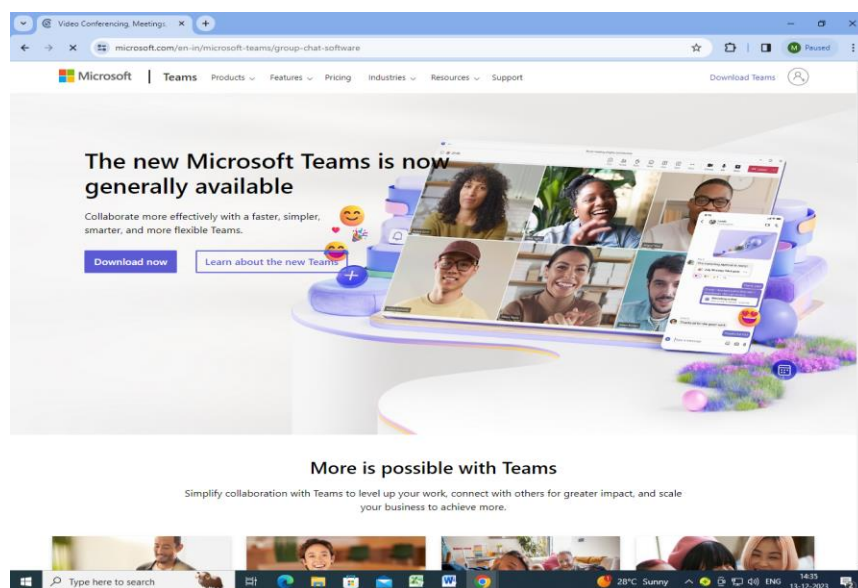 Video Conferencing, Meetings,
microsoft.com/en-in/microsoft-teams/group-chat-software
M Paused
Microsoft | Teams Products Features Pricing Industries Resources Support Download Teams
The new Microsoft Teams is now
generally available
Collaborate more effectively with a faster, simpler,
smarter, and more flexible Teams.
Download now Learn about the new Teams
More is possible with Teams
Simplify collaboration with Teams to level up your work, connect with others for greater impact, and scale
your business to achieve more.
Type here to search
28°C Sunny ENG 14:35
13-12-2023